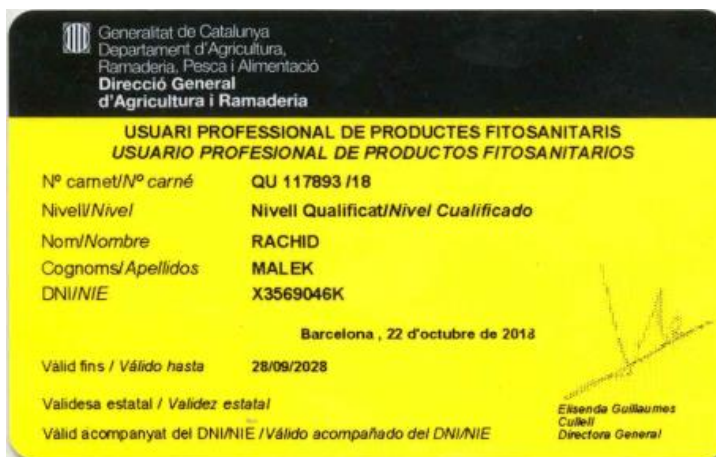 Generalitat de Catalunya
Departament d'Agricultura,
Ramaderia, Pesca i Alimentació
Direcció General
d'Agricultura i Ramaderia
USUARI PROFESSIONAL DE PRODUCTES FITOSANITARIS
USUARIO PROFESIONAL DE PRODUCTOS FITOSANITARIOS
Nº carnet/Nº carné QU 117893 /18
Nivell/Nivel Nivell Qualificat/Nivel Cualificado
Nom/Nombre RACHID
Cognoms/Apellidos MALEK
DNI/NIE X3569046K
Barcelona , 22 d'octubre de 2018
Vàlid fins / Válido hasta 28/09/2028
Validesa estatal / Validez estatal
Vàlid acompanyat del DNI/NIE /Válido acompañado del DNI/NIE
Elisenda Guillaumes
Cullell
Directora General